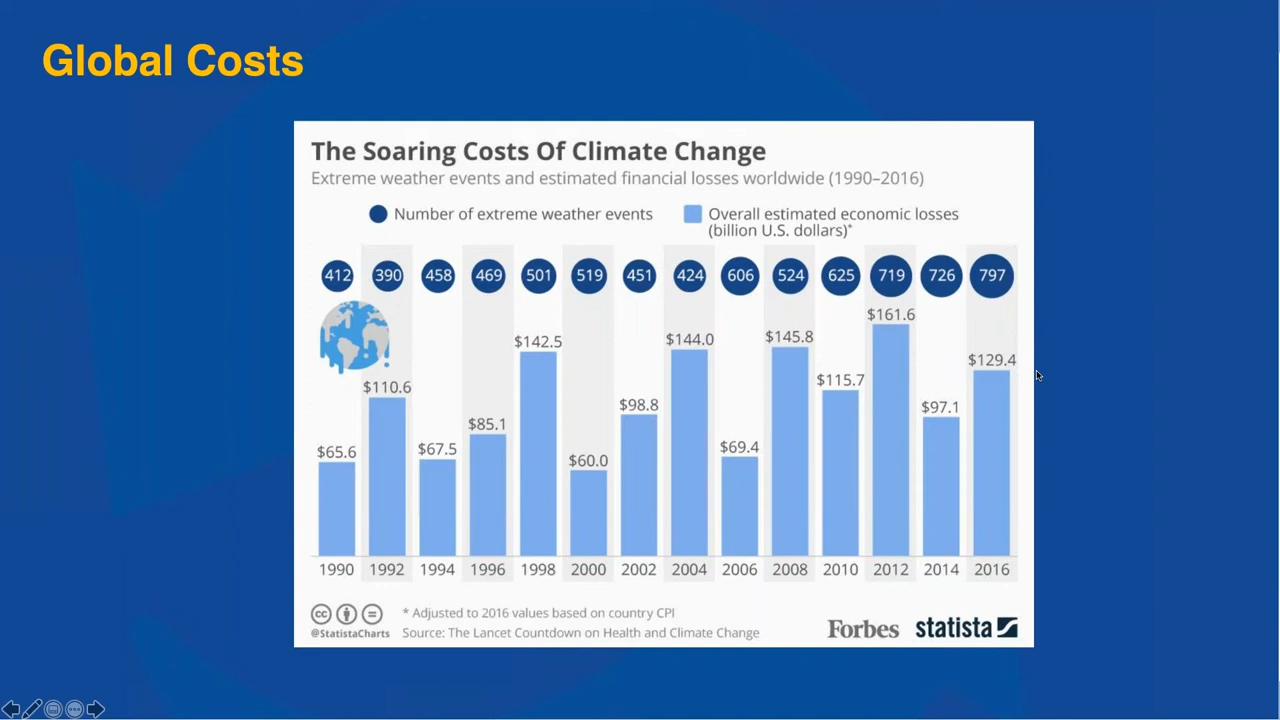 Global Costs
The Soaring Costs Of Climate Change
Extreme weather events and estimated financial losses worldwide (1990–2016)
Number of extreme weather events
Overall estimated economic losses
(billion U.S. dollars)*
412 390 458 469 501 519 451 424 606 524 625 719 726 797
$65.6 $110.6 $67.5 $85.1 $142.5 $60.0 $98.8 $144.0 $69.4 $145.8 $115.7 $161.6 $97.1 $129.4
1990 1992 1994 1996 1998 2000 2002 2004 2006 2008 2010 2012 2014 2016
cc
@StatistaCharts
* Adjusted to 2016 values based on country CPI
Source: The Lancet Countdown on Health and Climate Change
Forbes statista